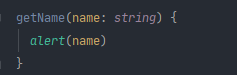 getName(name: string) {
alert(name)
}